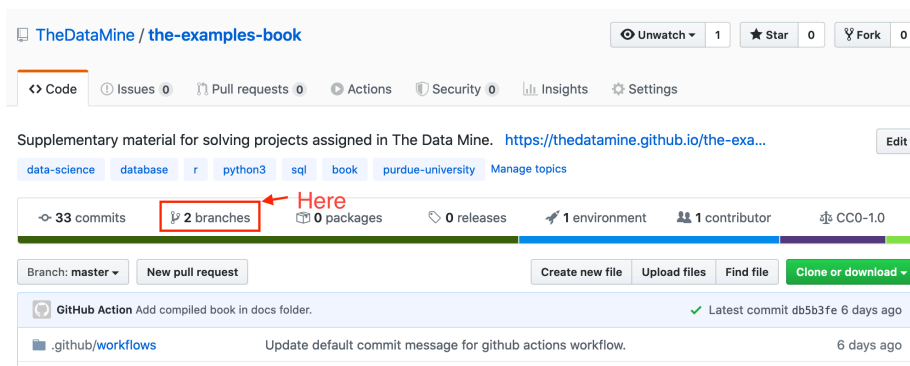 TheDataMine / the-examples-book Unwatch 1 Star 0 Fork 0
Code Issues 0 Pull requests 0 Actions Security 0 Insights Settings
Supplementary material for solving projects assigned in The Data Mine. https://thedatamine.github.io/the-exa... Edit
data-science database r python3 sql book purdue-university Manage topics
Here
33 commits 2 branches 0 packages 0 releases 1 environment 1 contributor CC0-1.0
Branch: master New pull request Create new file Upload files Find file Clone or download
GitHub Action Add compiled book in docs folder. Latest commit db5b3fe 6 days ago
.github/workflows Update default commit message for github actions workflow. 6 days ago